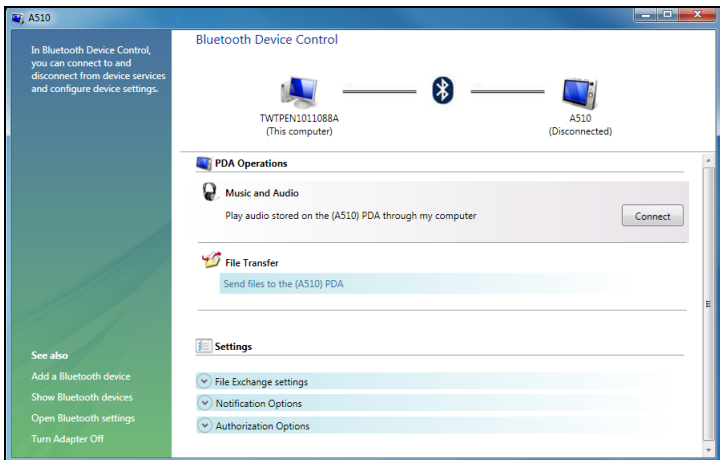 A510
In Bluetooth Device Control,
you can connect to and
disconnect from device services
and configure device settings.
Bluetooth Device Control
TWTPEN1011088A
(This computer)
A510
(Disconnected)
PDA Operations
Music and Audio
Play audio stored on the (A510) PDA through my computer
Connect
File Transfer
Send files to the (A510) PDA
Settings
File Exchange settings
Notification Options
Authorization Options
See also
Add a Bluetooth device
Show Bluetooth devices
Open Bluetooth settings
Turn Adapter Off